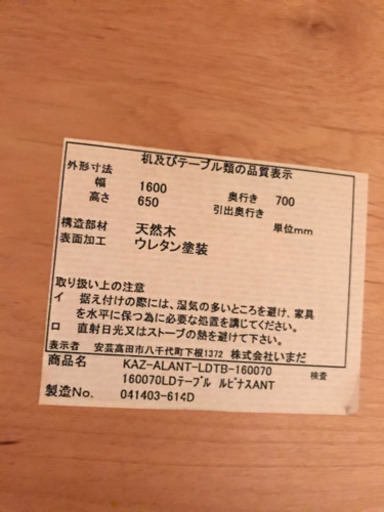 机及びテーブル類の品質表示
外形寸法
幅 1600 奥行き 700
高さ 650 引出奥行き
単位mm
構造部材 天然木
表面加工 ウレタン塗装
取り扱い上の注意
イ 据え付けの際には、湿気の多いところを避け、家具
を水平に保つ為に必要な処置を講じてください。
ロ 直射日光又はストーブの熱を避けて下さい。
表示者 安芸高田市八千代町下根1372 株式会社いまだ
商品名 KAZ-ALANT-LDTB-160070 検査
160070LDテーブル ルピナスANT
製造No. 041403-614D